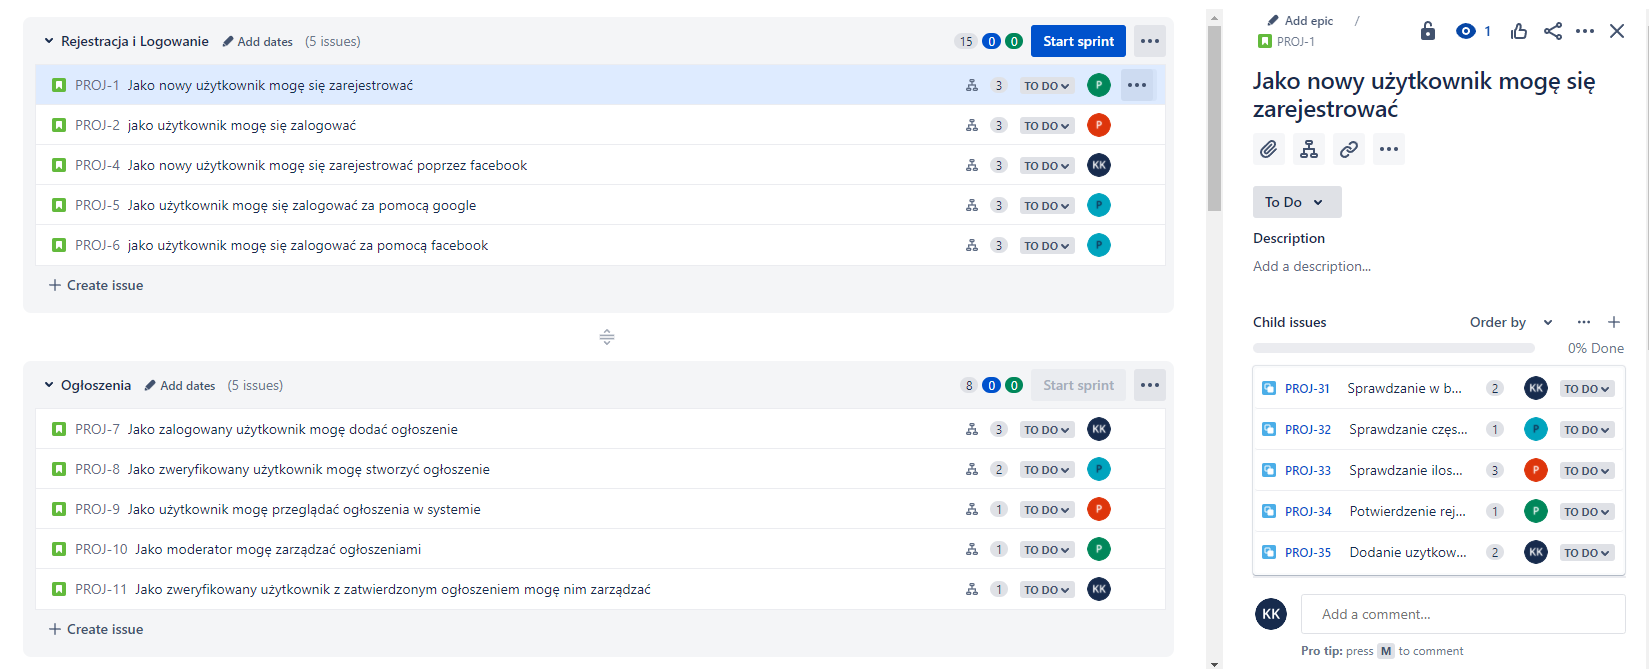 Rejestracja i Logowanie Add dates (5 issues) 15 0 0 Start sprint
PROJ-1 Jako nowy użytkownik mogę się zarejestrować 3 TO DO P
PROJ-2 jako użytkownik mogę się zalogować 3 TO DO P
PROJ-4 Jako nowy użytkownik mogę się zarejestrować poprzez facebook 3 TO DO KK
PROJ-5 Jako użytkownik mogę się zalogować za pomocą google 3 TO DO P
PROJ-6 jako użytkownik mogę się zalogować za pomocą facebook 3 TO DO P
+ Create issue
Ogłoszenia Add dates (5 issues) 8 0 0 Start sprint
PROJ-7 Jako zalogowany użytkownik mogę dodać ogłoszenie 3 TO DO KK
PROJ-8 Jako zweryfikowany użytkownik mogę stworzyć ogłoszenie 2 TO DO P
PROJ-9 Jako użytkownik mogę przeglądać ogłoszenia w systemie 1 TO DO P
PROJ-10 Jako moderator mogę zarządzać ogłoszeniami 1 TO DO P
PROJ-11 Jako zweryfikowany użytkownik z zatwierdzonym ogłoszeniem mogę nim zarządzać 1 TO DO KK
+ Create issue
Add epic / 1
PROJ-1
Jako nowy użytkownik mogę się
zarejestrować
To Do
Description
Add a description...
Child issues Order by
0% Done
PROJ-31 Sprawdzanie w b... 2 KK TO DO
PROJ-32 Sprawdzanie częs... 1 P TO DO
PROJ-33 Sprawdzanie ilos... 3 P TO DO
PROJ-34 Potwierdzenie rej... 1 P TO DO
PROJ-35 Dodanie uzytkow... 2 KK TO DO
KK Add a comment...
Pro tip: press M to comment